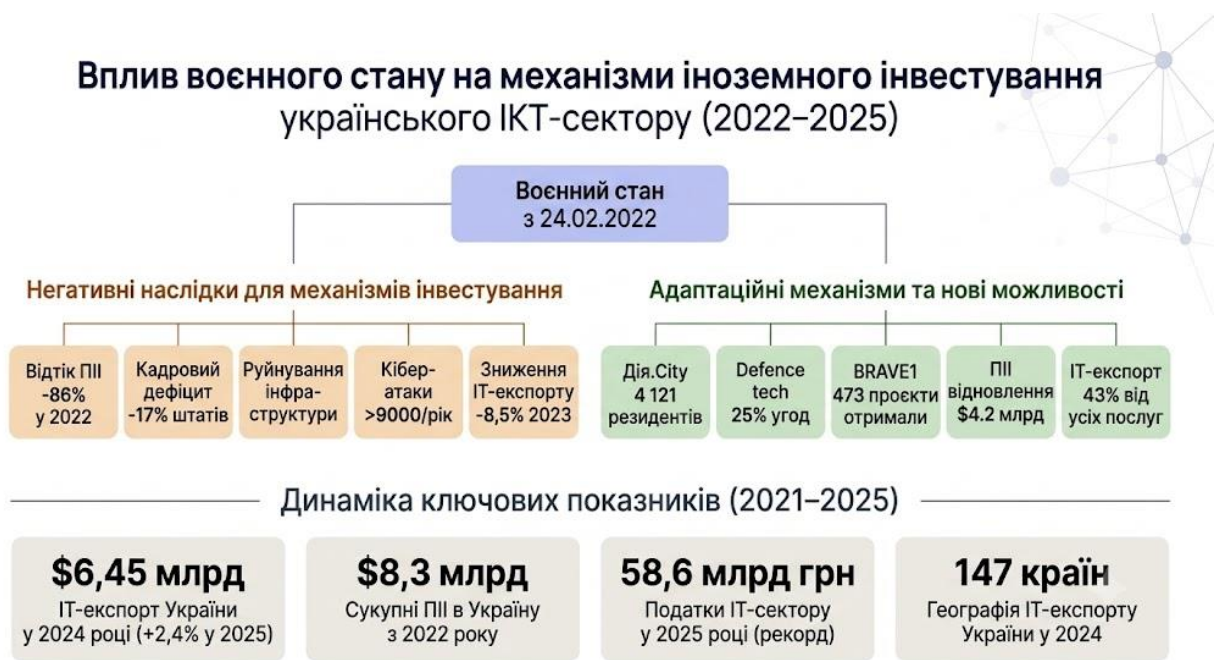 Вплив воєнного стану на механізми іноземного інвестування
українського ІКТ-сектору (2022–2025)
Воєнний стан
з 24.02.2022
Негативні наслідки для механізмів інвестування
Адаптаційні механізми та нові можливості
Відтік ПІІ
-86%
у 2022
Кадровий
дефіцит
-17% штатів
Руйнування
інфра-
структури
Кібер-
атаки
>9000/рік
Зниження
ІТ-експорту
-8,5% 2023
Дія.City
4 121
резидентів
Defence
tech
25% угод
BRAVE1
473 проєкти
отримали
ПІІ
відновлення
$4.2 млрд
ІТ-експорт
43% від
усіх послуг
Динаміка ключових показників (2021–2025)
$6,45 млрд
ІТ-експорт України
у 2024 році (+2,4% у 2025)
$8,3 млрд
Сукупні ПІІ в Україну
з 2022 року
58,6 млрд грн
Податки ІТ-сектору
у 2025 році (рекорд)
147 країн
Географія ІТ-експорту
України у 2024